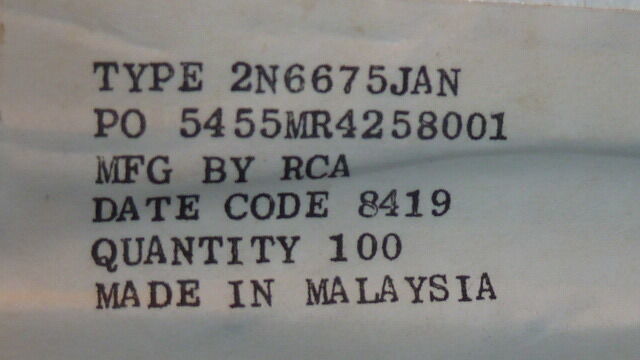 TYPE 2N6675JAN
PO 5455MR4258001
MFG BY RCA
DATE CODE 8419
QUANTITY 100
MADE IN MALAYSIA